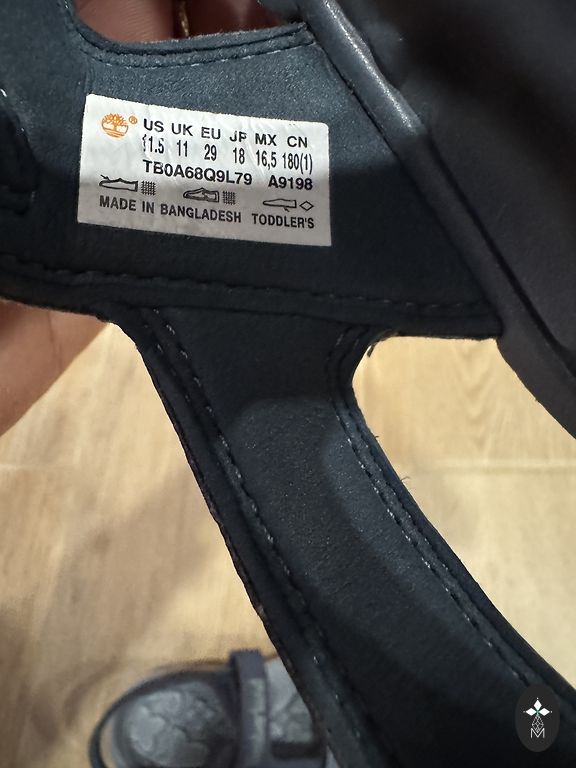 ® US UK EU JP MX CN
11.5 11 29 18 16,5 180(1)
TB0A68Q9L79 A9198
MADE IN BANGLADESH TODDLER'S
M